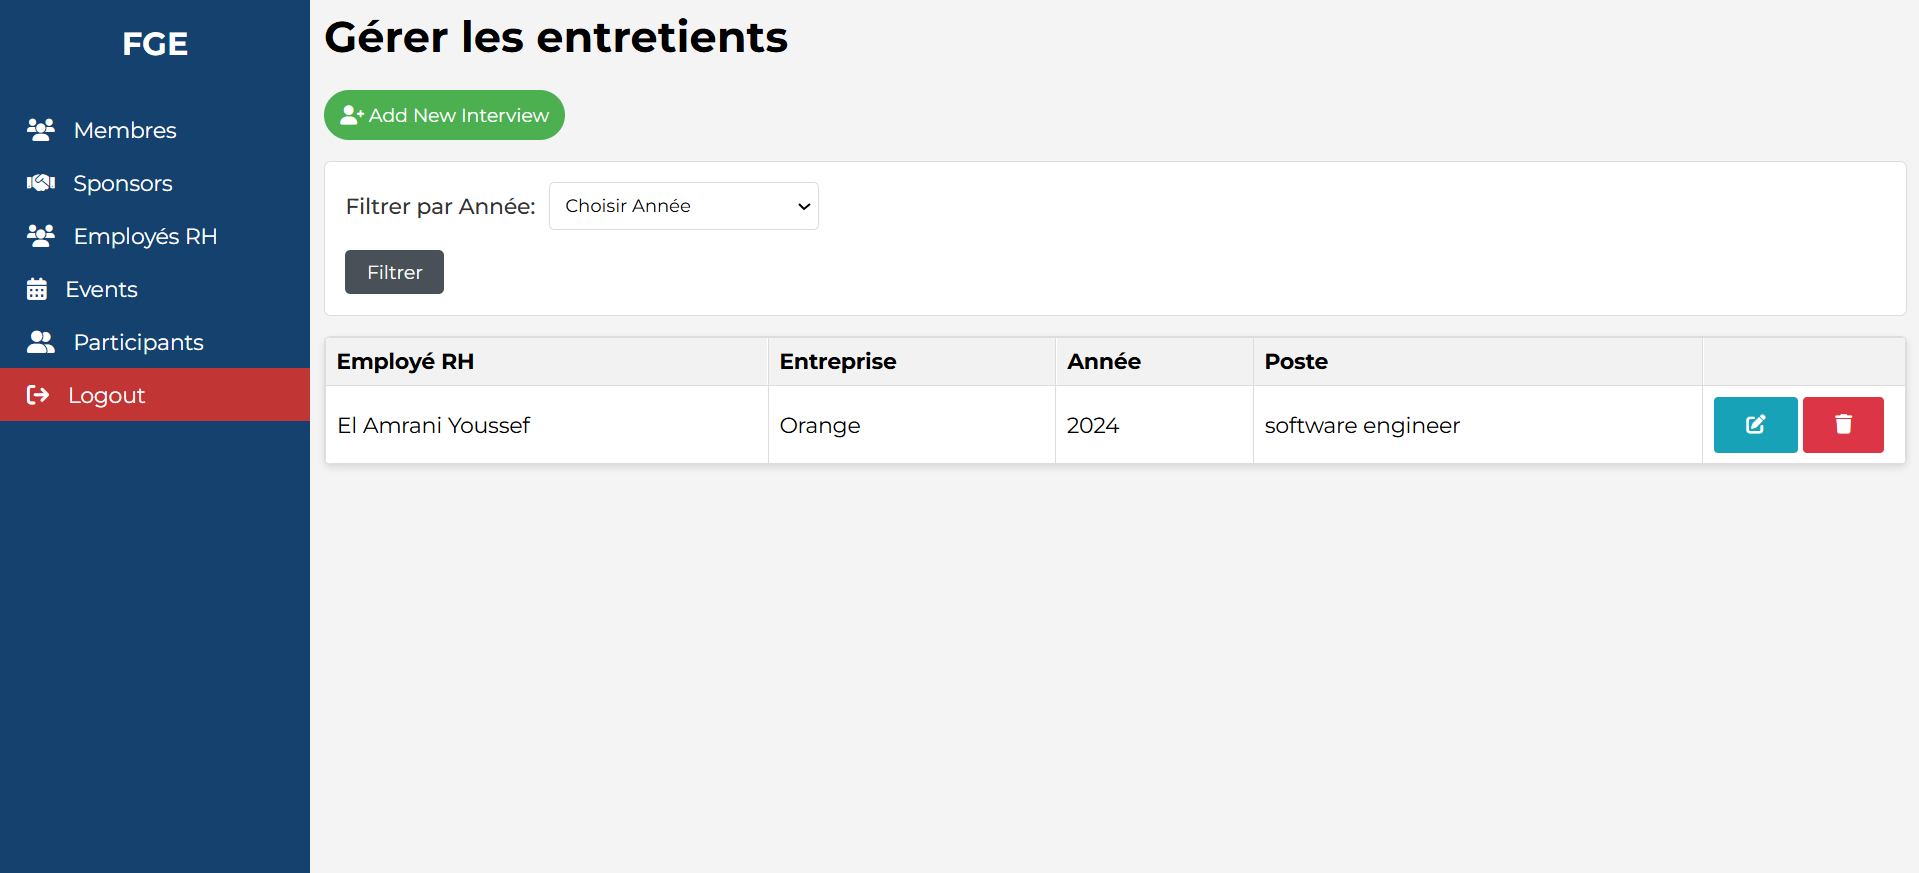 FGE
Membres
Sponsors
Employés RH
Events
Participants
Logout
Gérer les entretients
Add New Interview
Filtrer par Année: Choisir Année
Filtrer
Employé RH Entreprise Année Poste
El Amrani Youssef Orange 2024 software engineer